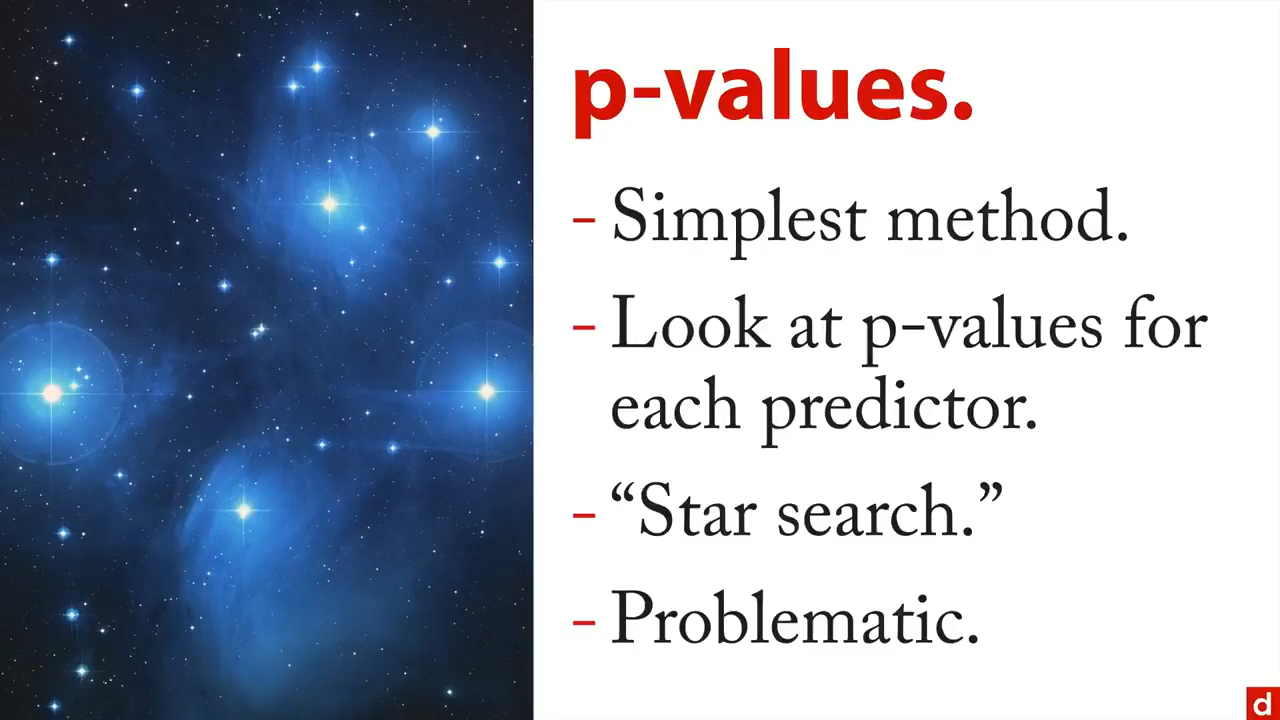 p-values.
- Simplest method.
- Look at p-values for
each predictor.
- “Star search.”
- Problematic.
d